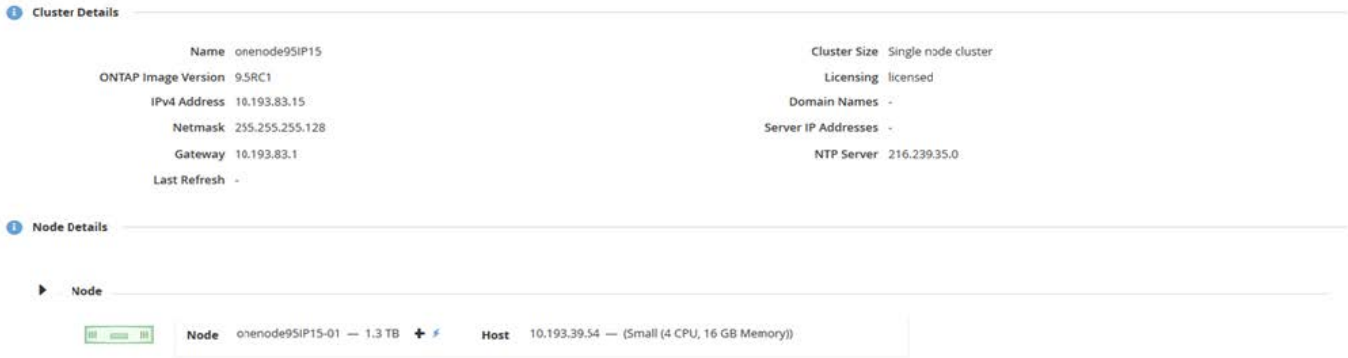 Cluster Details
Name onenode95IP15 Cluster Size Single node cluster
ONTAP Image Version 9.5RC1 Licensing licensed
IPv4 Address 10.193.83.15 Domain Names -
Netmask 255.255.255.128 Server IP Addresses -
Gateway 10.193.83.1 NTP Server 216.239.35.0
Last Refresh -
Node Details
Node
Node onenode95IP15-01 — 1.3 TB Host 10.193.39.54 — (Small (4 CPU, 16 GB Memory))